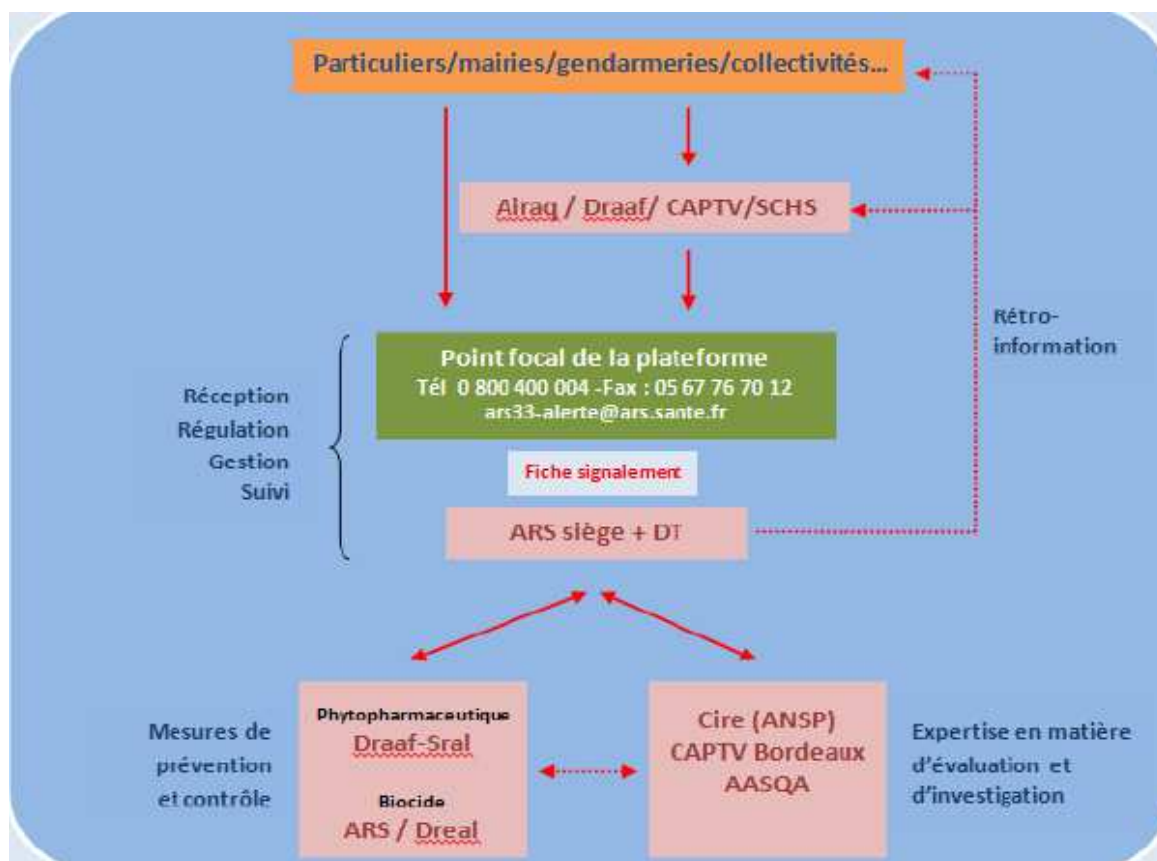 Particuliers/mairies/gendarmeries/collectivités...
Airaq / Draaf/ CAPTV/SCHS
Rétro-
information
Point focal de la plateforme
Tél 0 800 400 004 -Fax : 05 67 76 70 12
ars33-alerte@ars.sante.fr
Réception
Régulation
Gestion
Suivi
Fiche signalement
ARS siège + DT
Mesures de
prévention
et contrôle
Phytopharmaceutique
Draaf-Sral
Biocide
ARS / Dreal
Cire (ANSP)
CAPTV Bordeaux
AASQA
Expertise en matière
d'évaluation et
d'investigation